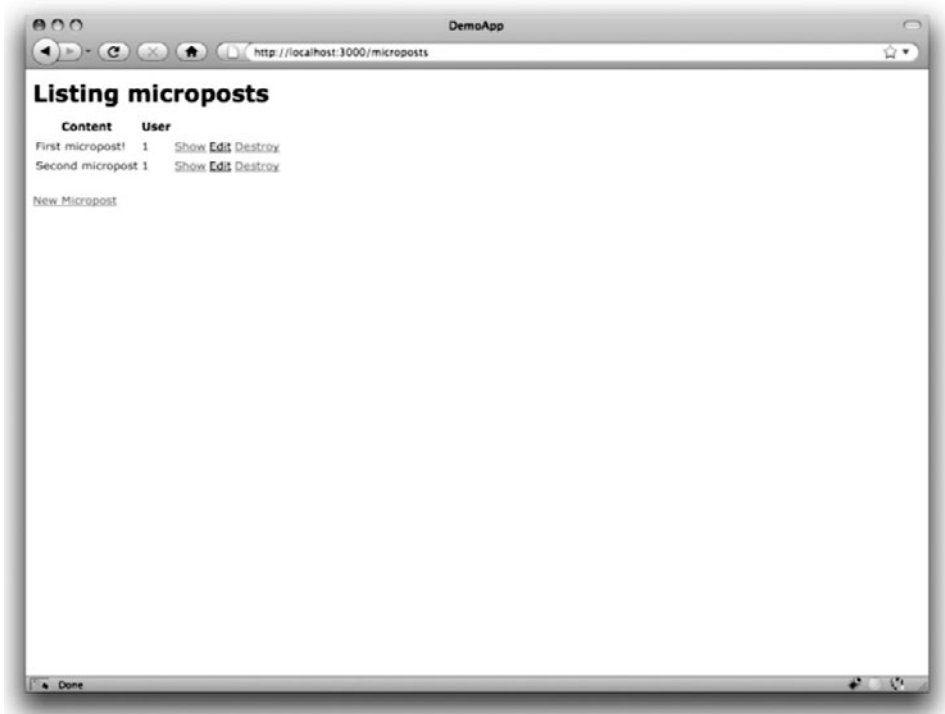 DemoApp
http://localhost:3000/microposts
Listing microposts
Content User
First micropost! 1 Show Edit Destroy
Second micropost 1 Show Edit Destroy
New Micropost
Done